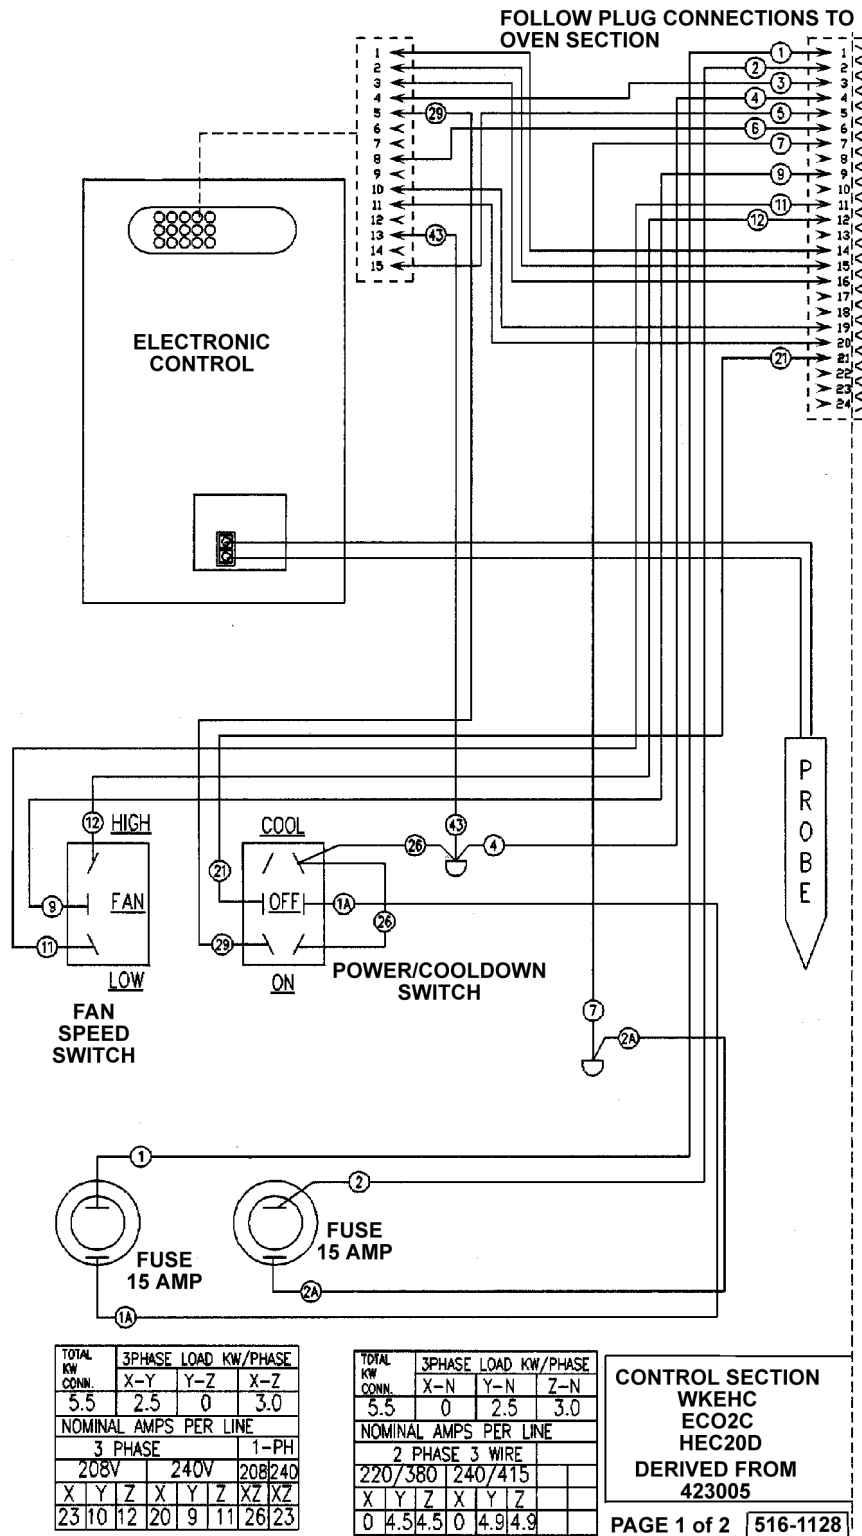 FOLLOW PLUG CONNECTIONS TO
OVEN SECTION
1
2
3
4
5
6
7
8
9
10
11
12
13
14
15
29
43
1
2
3
4
5
6
7
9
11
12
21
1
2
3
4
5
6
7
8
9
10
11
12
13
14
15
16
17
18
19
20
21
22
23
24
ELECTRONIC
CONTROL
PROBE
12
HIGH
9
FAN
11
LOW
FAN
SPEED
SWITCH
COOL
21
OFF
1A
29
ON
26
26
43
4
POWER/COOLDOWN
SWITCH
7
2A
1
2
FUSE
15 AMP
FUSE
15 AMP
1A
2A
TOTAL KW CONN. 3PHASE LOAD KW/PHASE
X-Y Y-Z X-Z
5.5 2.5 0 3.0
NOMINAL AMPS PER LINE
3 PHASE 1-PH
208V 240V 208 240
X Y Z X Y Z XZ XZ
23 10 12 20 9 11 26 23
TOTAL KW CONN. 3PHASE LOAD KW/PHASE
X-N Y-N Z-N
5.5 0 2.5 3.0
NOMINAL AMPS PER LINE
2 PHASE 3 WIRE
220/380 240/415
X Y Z X Y Z
0 4.5 4.5 0 4.9 4.9
CONTROL SECTION
WKEHC
ECO2C
HEC20D
DERIVED FROM
423005
PAGE 1 of 2 516-1128